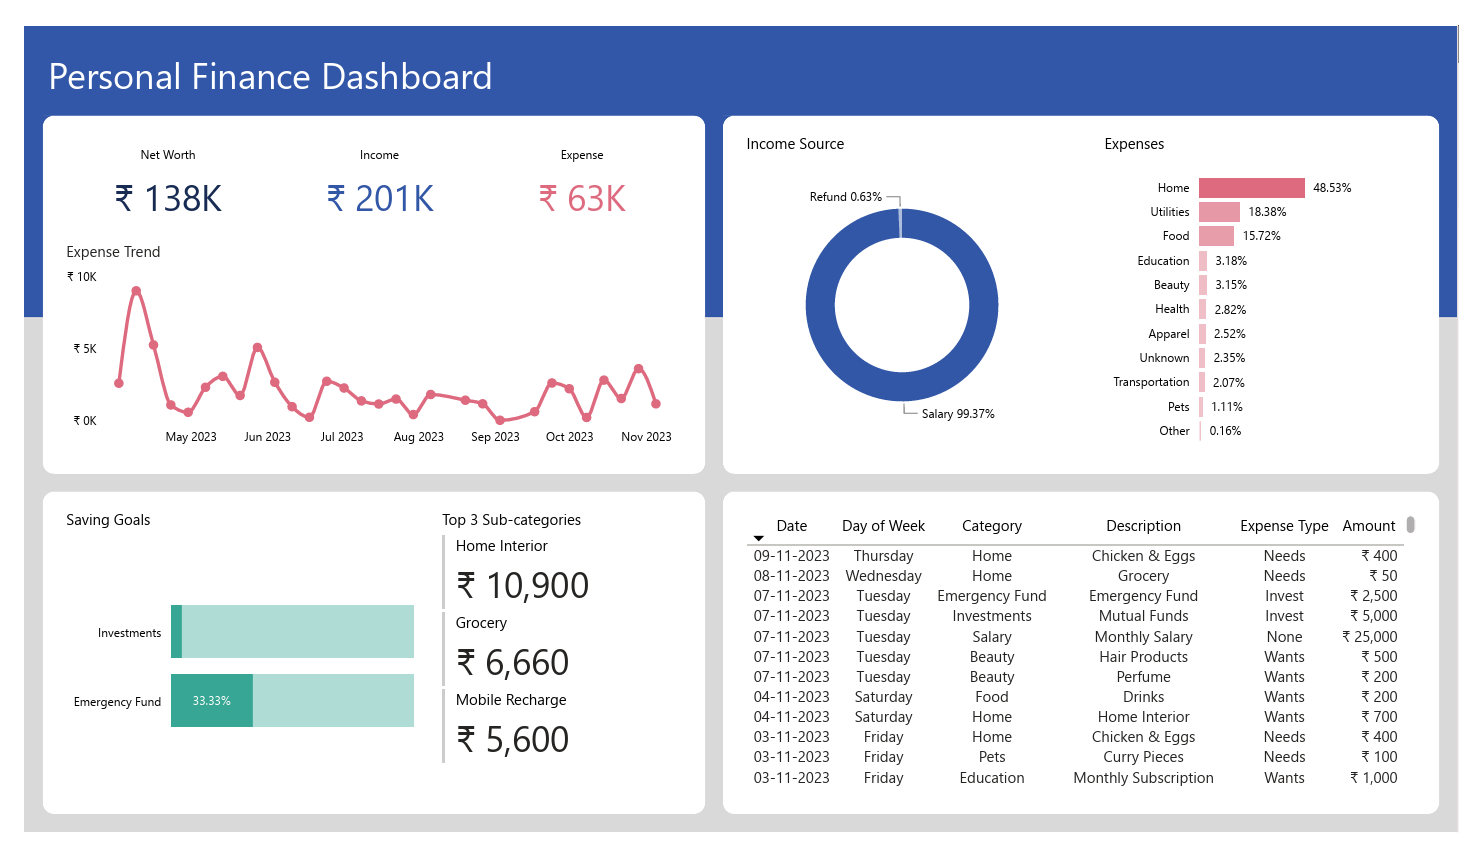 Personal Finance Dashboard
Net Worth
Income
Expense
₹ 138K
₹ 201K
₹ 63K
Expense Trend
₹ 10K
₹ 5K
₹ 0K
May 2023 Jun 2023 Jul 2023 Aug 2023 Sep 2023 Oct 2023 Nov 2023
Income Source
Refund 0.63%
Salary 99.37%
Expenses
Home 48.53%
Utilities 18.38%
Food 15.72%
Education 3.18%
Beauty 3.15%
Health 2.82%
Apparel 2.52%
Unknown 2.35%
Transportation 2.07%
Pets 1.11%
Other 0.16%
Saving Goals
Investments
Emergency Fund 33.33%
Top 3 Sub-categories
Home Interior
₹ 10,900
Grocery
₹ 6,660
Mobile Recharge
₹ 5,600
Date Day of Week Category Description Expense Type Amount
09-11-2023 Thursday Home Chicken & Eggs Needs ₹ 400
08-11-2023 Wednesday Home Grocery Needs ₹ 50
07-11-2023 Tuesday Emergency Fund Emergency Fund Invest ₹ 2,500
07-11-2023 Tuesday Investments Mutual Funds Invest ₹ 5,000
07-11-2023 Tuesday Salary Monthly Salary None ₹ 25,000
07-11-2023 Tuesday Beauty Hair Products Wants ₹ 500
07-11-2023 Tuesday Beauty Perfume Wants ₹ 200
04-11-2023 Saturday Food Drinks Wants ₹ 200
04-11-2023 Saturday Home Home Interior Wants ₹ 700
03-11-2023 Friday Home Chicken & Eggs Needs ₹ 400
03-11-2023 Friday Pets Curry Pieces Needs ₹ 100
03-11-2023 Friday Education Monthly Subscription Wants ₹ 1,000